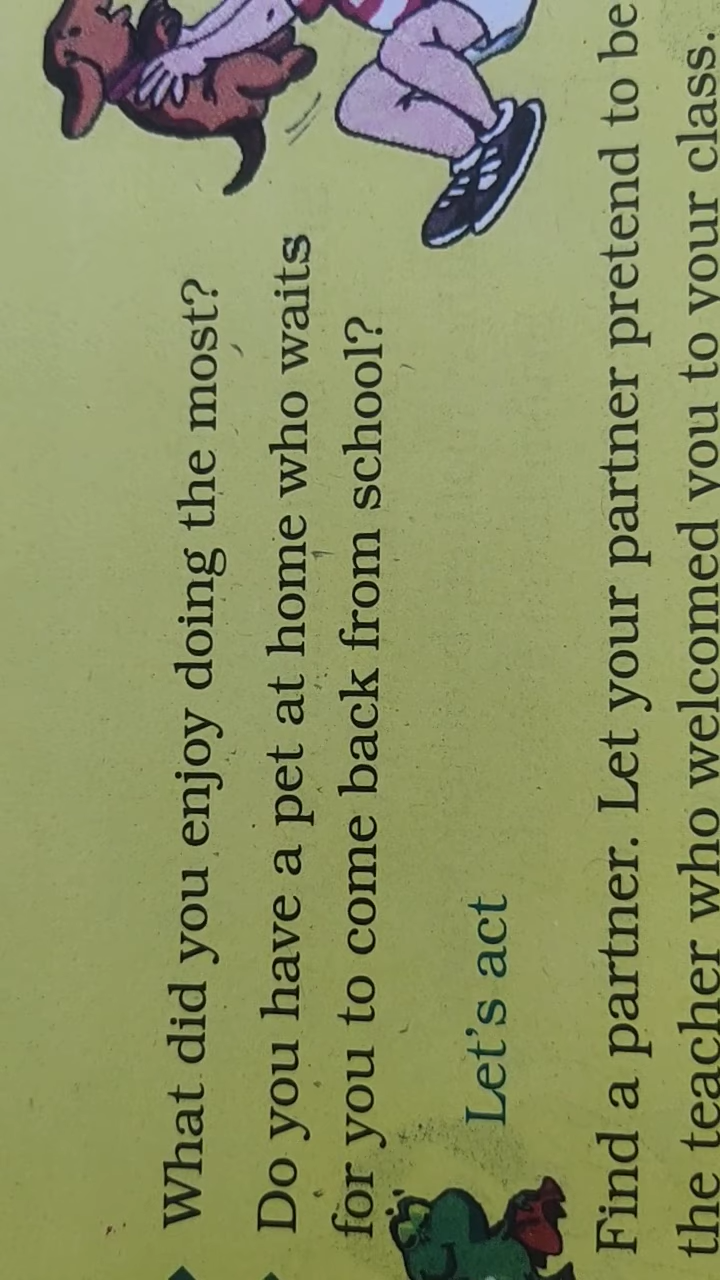 What did you enjoy doing the most?
Do you have a pet at home who waits
for you to come back from school?
Let's act
Find a partner. Let your partner pretend to be
the teacher who welcomed you to your class.